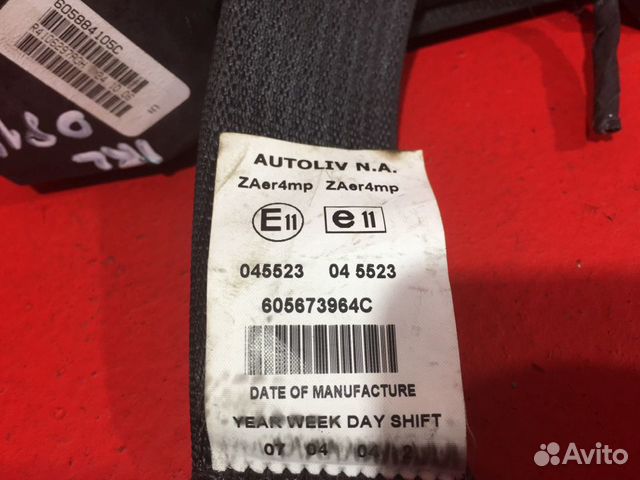 605884105C
AUTOLIV N.A.
ZAer4mp ZAer4mp
E11 e11
045523 04 5523
605673964C
DATE OF MANUFACTURE
YEAR WEEK DAY SHIFT
07 04 04 2
Avito